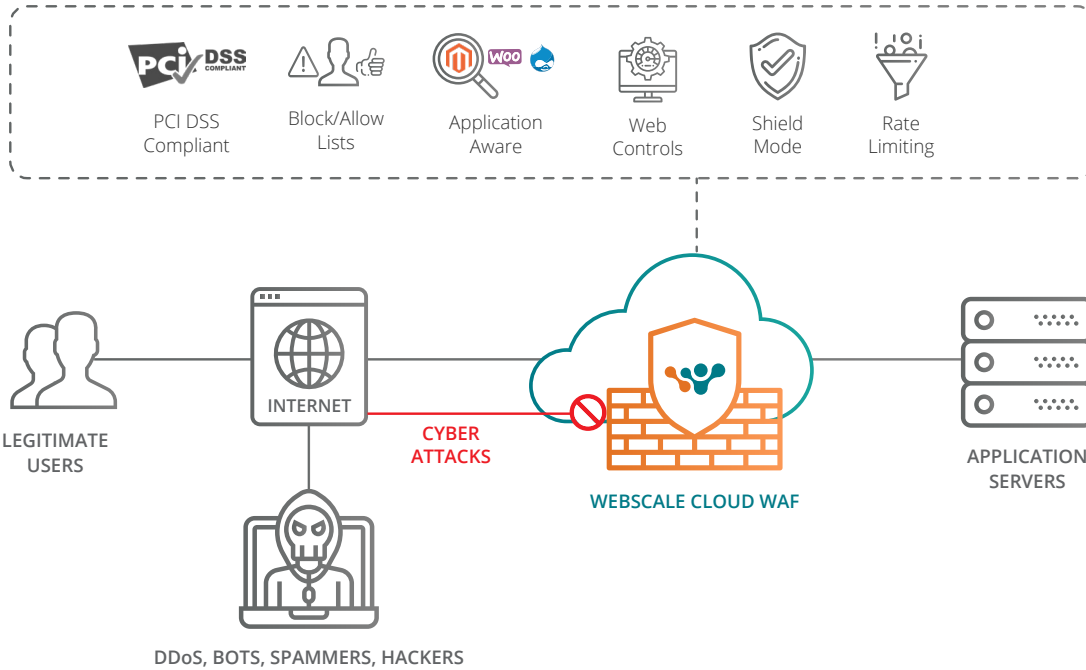 PCi DSS
COMPLIANT
WOO
PCI DSS
Compliant
Block/Allow
Lists
Application
Aware
Web
Controls
Shield
Mode
Rate
Limiting
INTERNET
LEGITIMATE
USERS
CYBER
ATTACKS
WEBSCALE CLOUD WAF
APPLICATION
SERVERS
DDoS, BOTS, SPAMMERS, HACKERS